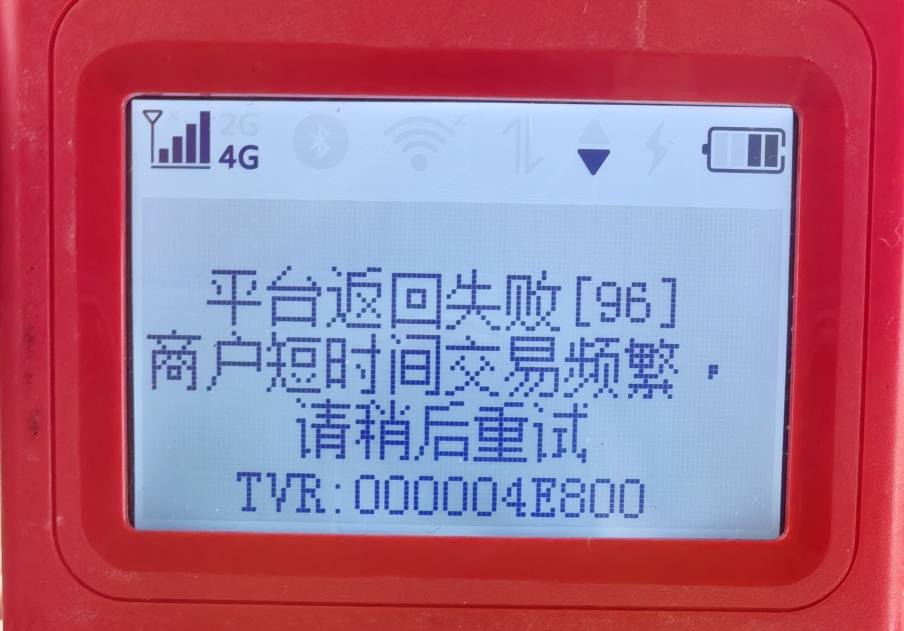 2G
4G
平台返回失败[96]
商户短时间交易频繁,
请稍后重试
TVR:000004E800